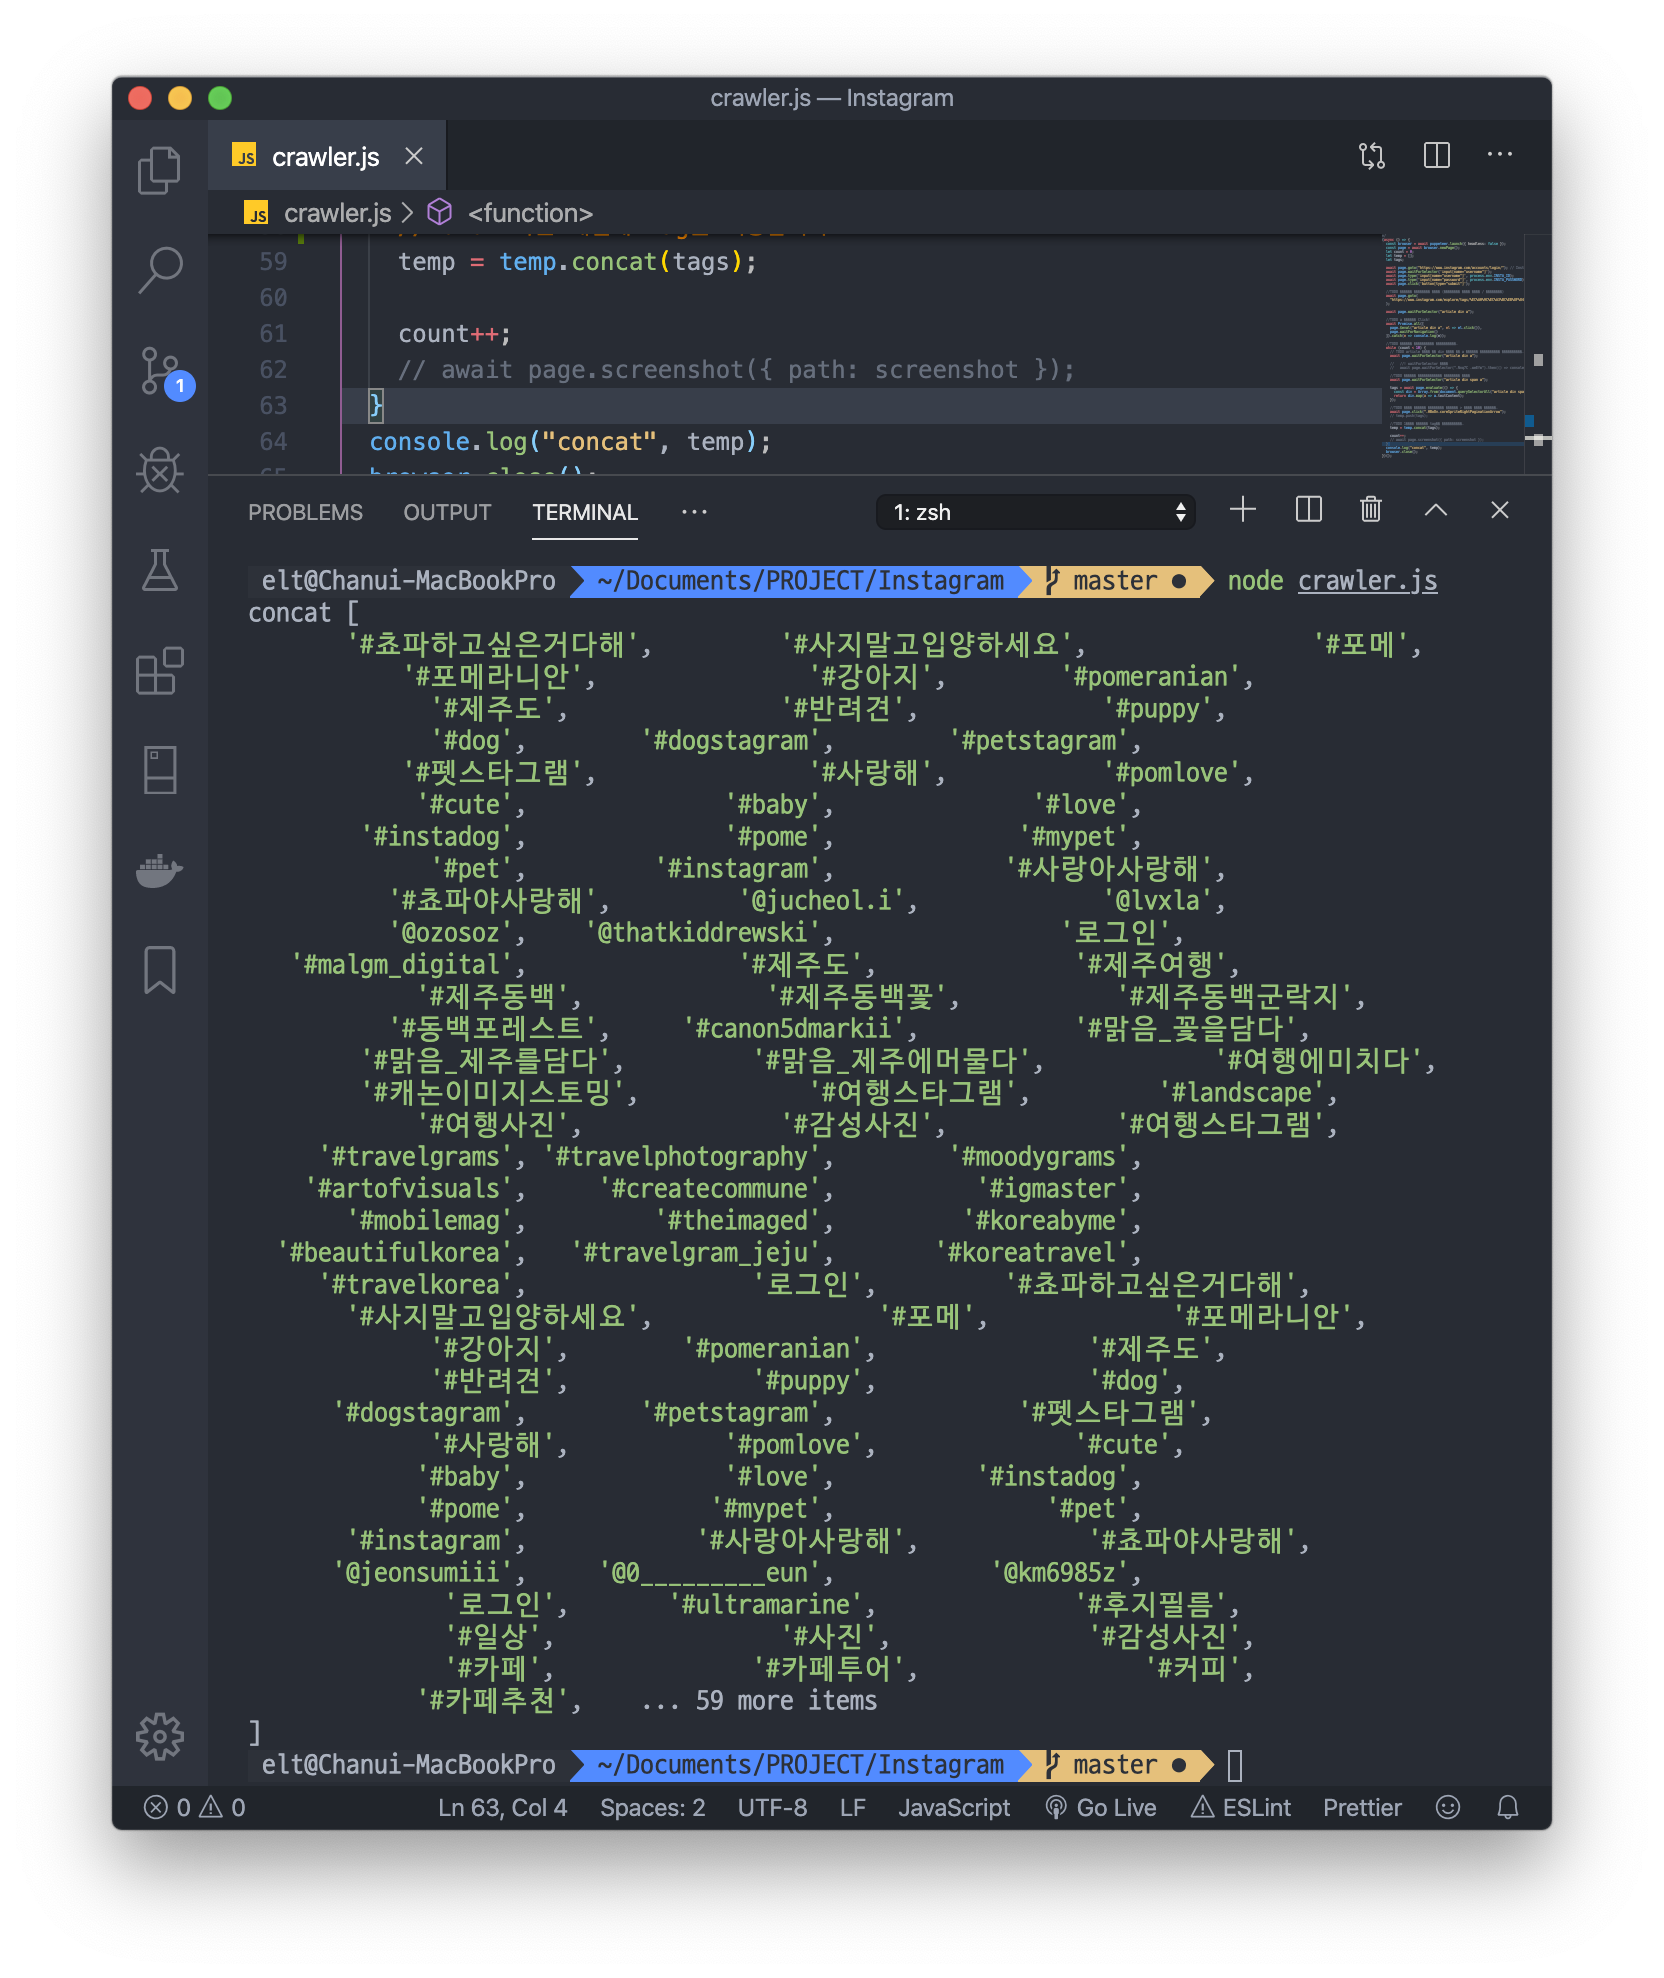 crawler.js — Instagram
JS crawler.js
JS crawler.js > <function>
59 temp = temp.concat(tags);
60
61 count++;
62 // await page.screenshot({ path: screenshot });
63 }
64 console.log("concat", temp);
1
PROBLEMS OUTPUT TERMINAL ... 1: zsh
elt@Chanui-MacBookPro ~/Documents/PROJECT/Instagram master ● node crawler.js
concat [
'#쵸파하고싶은거다해', '#사지말고입양하세요', '#포메',
'#포메라니안', '#강아지', '#pomeranian',
'#제주도', '#반려견', '#puppy',
'#dog', '#dogstagram', '#petstagram',
'#펫스타그램', '#사랑해', '#pomlove',
'#cute', '#baby', '#love',
'#instadog', '#pome', '#mypet',
'#pet', '#instagram', '#사랑아사랑해',
'#쵸파야사랑해', '@jucheol.i', '@lvxla',
'@ozosoz', '@thatkiddrewski', '로그인',
'#malgm_digital', '#제주도', '#제주여행',
'#제주동백', '#제주동백꽃', '#제주동백군락지',
'#동백포레스트', '#canon5dmarkii', '#맑음_꽃을담다',
'#맑음_제주를담다', '#맑음_제주에머물다', '#여행에미치다',
'#캐논이미지스토밍', '#여행스타그램', '#landscape',
'#여행사진', '#감성사진', '#여행스타그램',
'#travelgrams', '#travelphotography', '#moodygrams',
'#artofvisuals', '#createcommune', '#igmaster',
'#mobilemag', '#theimaged', '#koreabyme',
'#beautifulkorea', '#travelgram_jeju', '#koreatravel',
'#travelkorea', '로그인', '#쵸파하고싶은거다해',
'#사지말고입양하세요', '#포메', '#포메라니안',
'#강아지', '#pomeranian', '#제주도',
'#반려견', '#puppy', '#dog',
'#dogstagram', '#petstagram', '#펫스타그램',
'#사랑해', '#pomlove', '#cute',
'#baby', '#love', '#instadog',
'#pome', '#mypet', '#pet',
'#instagram', '#사랑아사랑해', '#쵸파야사랑해',
'@jeonsumiii', '@0_________eun', '@km6985z',
'로그인', '#ultramarine', '#후지필름',
'#일상', '#사진', '#감성사진',
'#카페', '#카페투어', '#커피',
'#카페추천', ... 59 more items
]
elt@Chanui-MacBookPro ~/Documents/PROJECT/Instagram master ●
0 0 Ln 63, Col 4 Spaces: 2 UTF-8 LF JavaScript Go Live ESLint Prettier